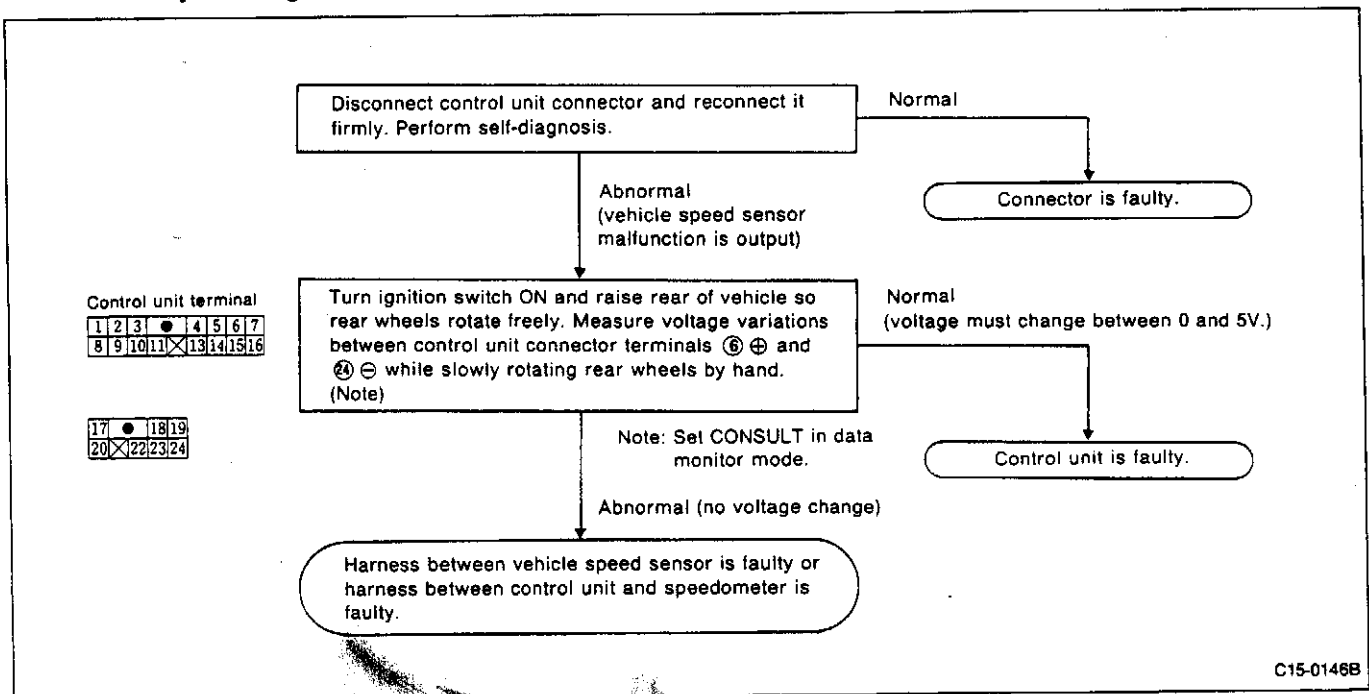 Disconnect control unit connector and reconnect it
firmly. Perform self-diagnosis.
Normal
Connector is faulty.
Abnormal
(vehicle speed sensor
malfunction is output)
Control unit terminal
1 2 3 ● 4 5 6 7
8 9 10 11 13 14 15 16
17 ● 18 19
20 22 23 24
Turn ignition switch ON and raise rear of vehicle so
rear wheels rotate freely. Measure voltage variations
between control unit connector terminals ⑥ ⊕ and
㉔ ⊖ while slowly rotating rear wheels by hand.
(Note)
Normal
(voltage must change between 0 and 5V.)
Control unit is faulty.
Note: Set CONSULT in data
monitor mode.
Abnormal (no voltage change)
Harness between vehicle speed sensor is faulty or
harness between control unit and speedometer is
faulty.
C15-0146B